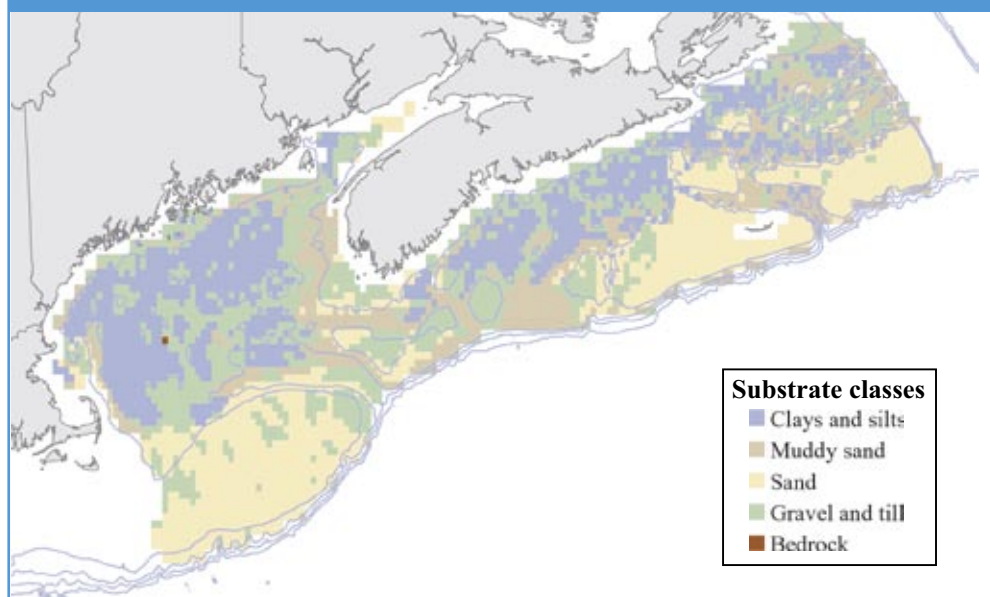 Substrate classes
Clays and silts
Muddy sand
Sand
Gravel and till
Bedrock